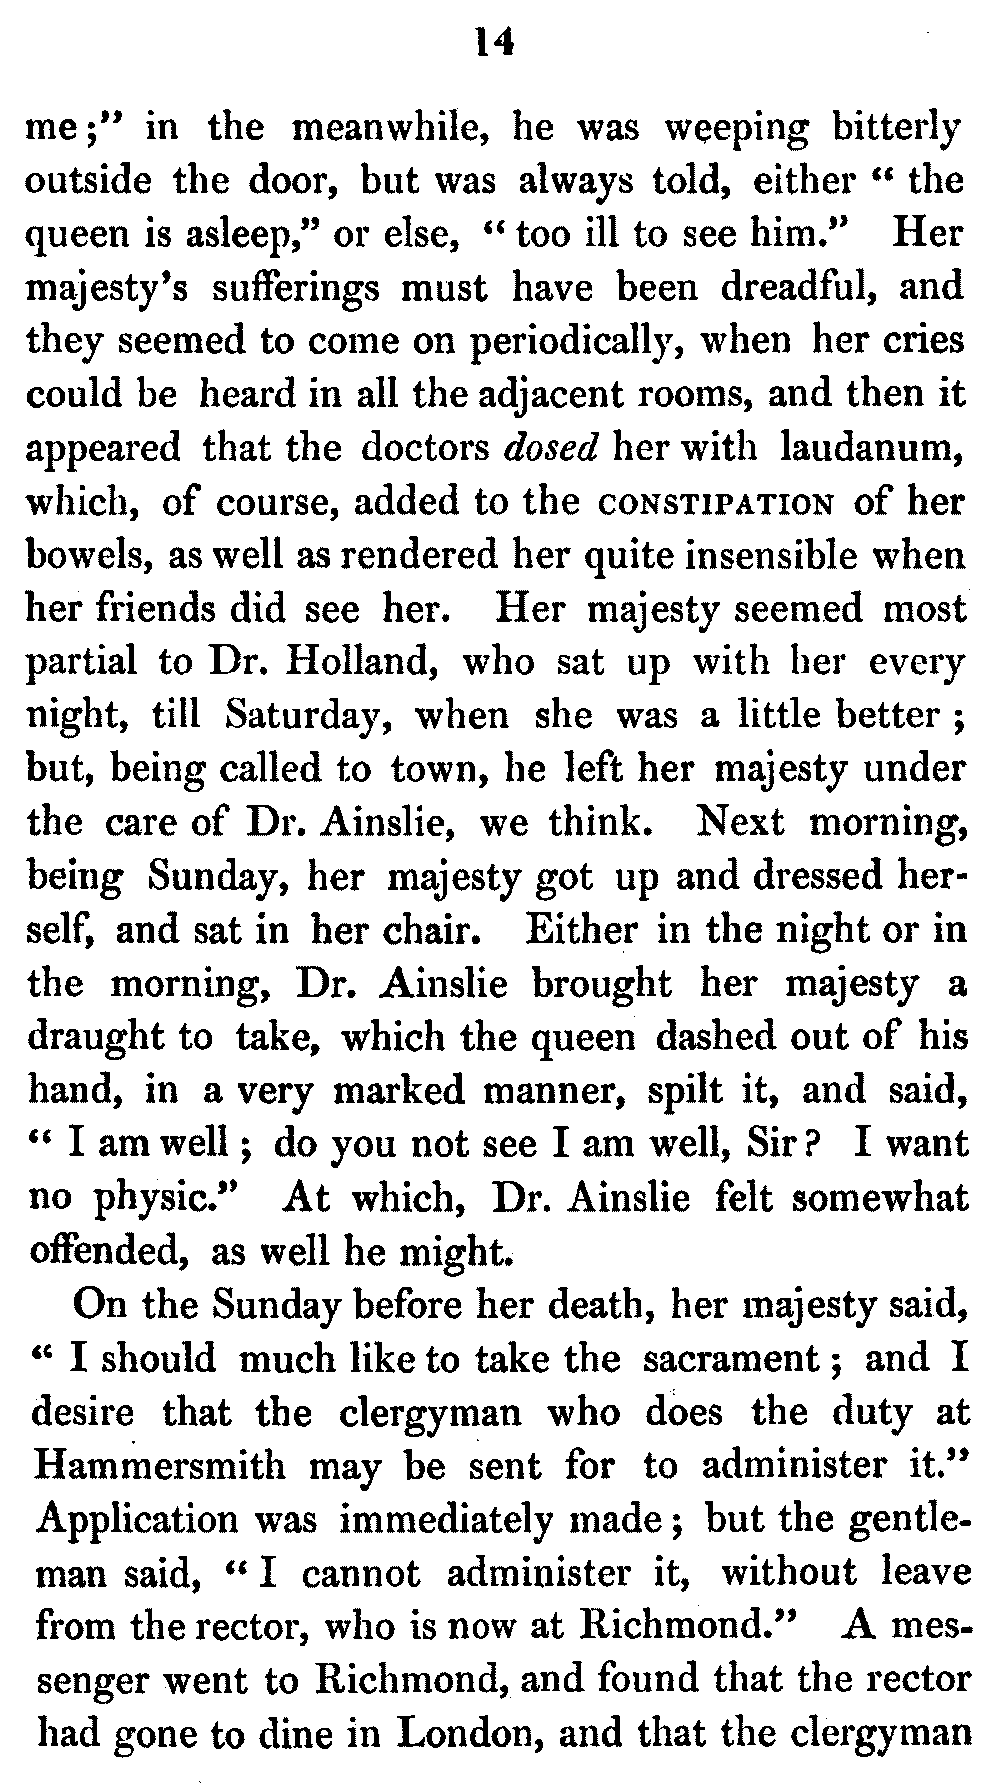 14
me;" in the meanwhile, he was weeping bitterly
outside the door, but was always told, either "the
queen is asleep," or else, "too ill to see him." Her
majesty's sufferings must have been dreadful, and
they seemed to come on periodically, when her cries
could be heard in all the adjacent rooms, and then it
appeared that the doctors dosed her with laudanum,
which, of course, added to the CONSTIPATION of her
bowels, as well as rendered her quite insensible when
her friends did see her. Her majesty seemed most
partial to Dr. Holland, who sat up with her every
night, till Saturday, when she was a little better;
but, being called to town, he left her majesty under
the care of Dr. Ainslie, we think. Next morning,
being Sunday, her majesty got up and dressed her-
self, and sat in her chair. Either in the night or in
the morning, Dr. Ainslie brought her majesty a
draught to take, which the queen dashed out of his
hand, in a very marked manner, spilt it, and said,
"I am well; do you not see I am well, Sir? I want
no physic." At which, Dr. Ainslie felt somewhat
offended, as well he might.
On the Sunday before her death, her majesty said,
"I should much like to take the sacrament; and I
desire that the clergyman who does the duty at
Hammersmith may be sent for to administer it."
Application was immediately made; but the gentle-
man said, "I cannot administer it, without leave
from the rector, who is now at Richmond." A mes-
senger went to Richmond, and found that the rector
had gone to dine in London, and that the clergyman